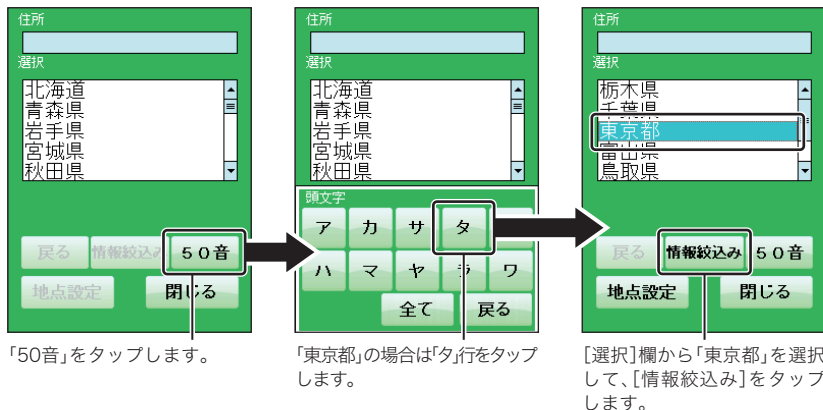 住所
選択
北海道
青森県
岩手県
宮城県
秋田県
戻る 情報絞込み 50音
地点設定 閉じる
「50音」をタップします。
住所
選択
北海道
青森県
岩手県
宮城県
秋田県
頭文字
ア カ サ タ
ハ マ ヤ ラ ワ
全て 戻る
「東京都」の場合は「タ」行をタップ
します。
住所
選択
栃木県
千葉県
東京都
富山県
鳥取県
戻る 情報絞込み 50音
地点設定 閉じる
[選択]欄から「東京都」を選択
して、[情報絞込み]をタップ
します。